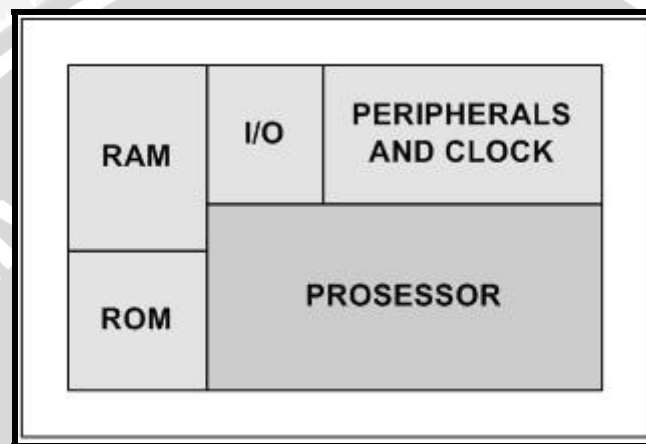 RAM
I/O
PERIPHERALS
AND CLOCK
ROM
PROSESSOR